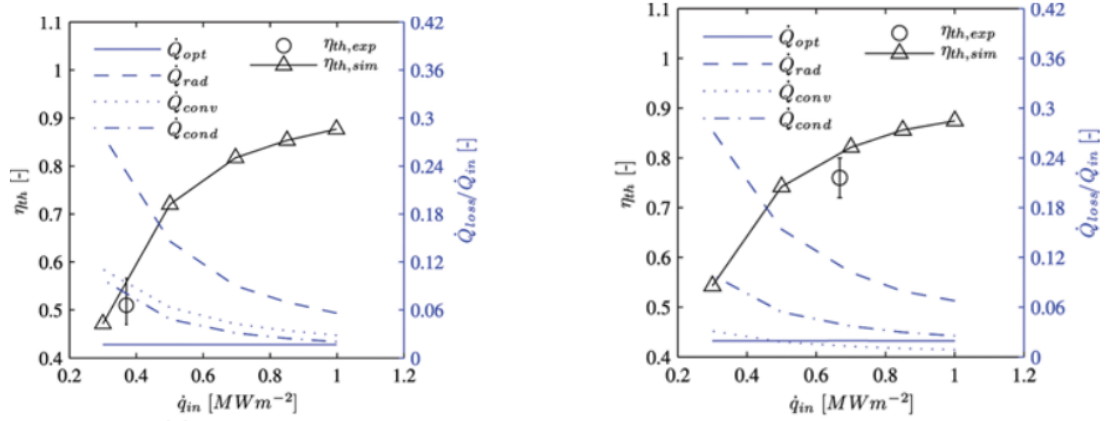 1.1
1
0.9
0.8
0.7
0.6
0.5
0.4
η_th [-]
0.2
0.4
0.6
0.8
1
1.2
q̇_in [MWm⁻²]
0.42
0.36
0.3
0.24
0.18
0.12
0.06
0
Q̇_loss/Q̇_in [-]
Q̇_opt
Q̇_rad
Q̇_conv
Q̇_cond
η_th,exp
η_th,sim
1.1
1
0.9
0.8
0.7
0.6
0.5
0.4
η_th [-]
0.2
0.4
0.6
0.8
1
1.2
q̇_in [MWm⁻²]
0.42
0.36
0.3
0.24
0.18
0.12
0.06
0
Q̇_loss/Q̇_in [-]
Q̇_opt
Q̇_rad
Q̇_conv
Q̇_cond
η_th,exp
η_th,sim